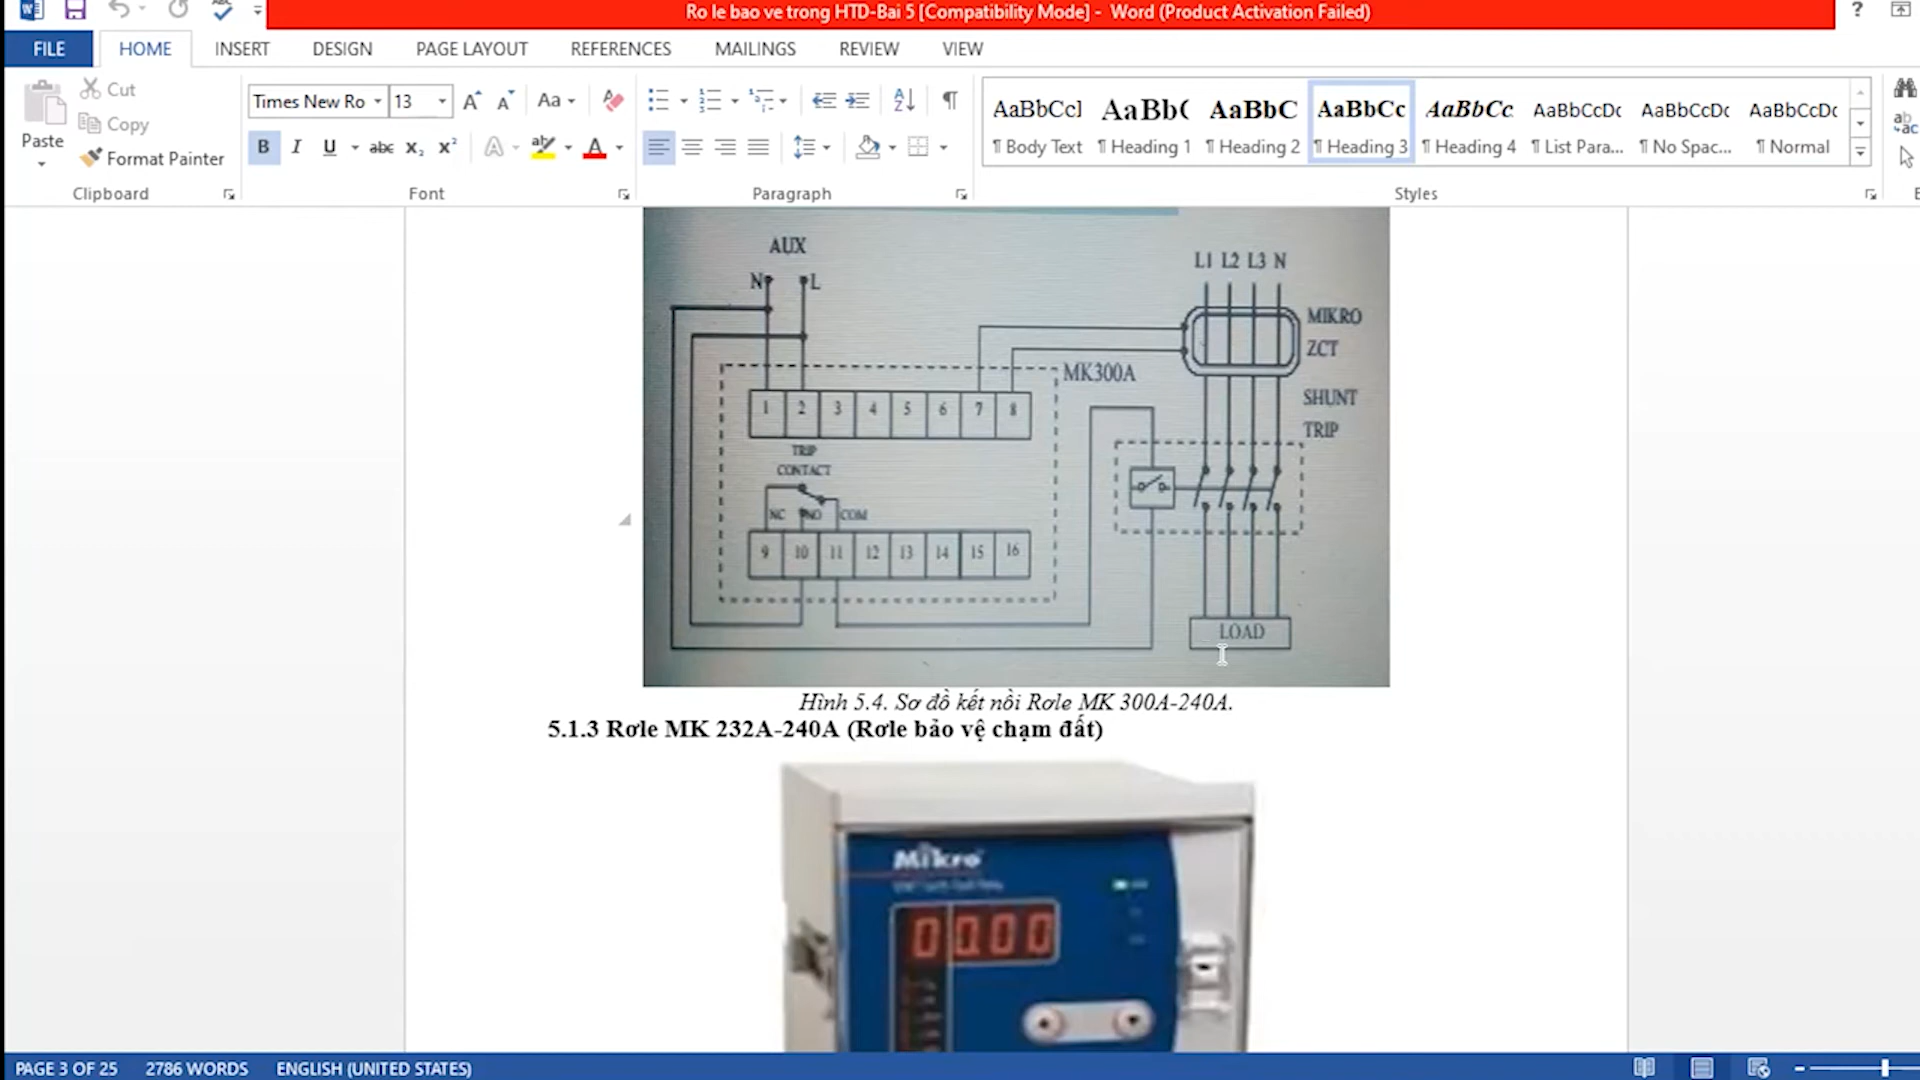 Ro le bao ve trong HTD-Bai 5 [Compatibility Mode] - Word (Product Activation Failed)
?
FILE HOME INSERT DESIGN PAGE LAYOUT REFERENCES MAILINGS REVIEW VIEW
Paste
Cut
Copy
Format Painter
Clipboard
Times New Ro 13
Font
Paragraph
AaBbCcI AaBb( AaBbC AaBbCc AaBbCc AaBbCcDc AaBbCcDc AaBbCcDc
¶ Body Text ¶ Heading 1 ¶ Heading 2 ¶ Heading 3 ¶ Heading 4 ¶ List Para... ¶ No Spac... ¶ Normal
Styles
AUX
N L
L1 L2 L3 N
MIKRO
ZCT
MK300A
SHUNT
TRIP
1 2 3 4 5 6 7 8
TRIP
CONTACT
NC NO COM
9 10 11 12 13 14 15 16
LOAD
Hình 5.4. Sơ đồ kết nối Rơle MK 300A-240A.
5.1.3 Rơle MK 232A-240A (Rơle bảo vệ chạm đất)
Mikro
00.00
PAGE 3 OF 25 2786 WORDS ENGLISH (UNITED STATES)